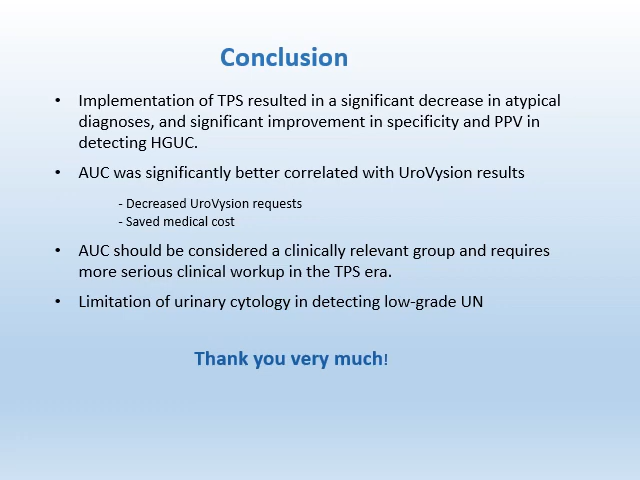 Conclusion
• Implementation of TPS resulted in a significant decrease in atypical
diagnoses, and significant improvement in specificity and PPV in
detecting HGUC.
• AUC was significantly better correlated with UroVysion results
- Decreased UroVysion requests
- Saved medical cost
• AUC should be considered a clinically relevant group and requires
more serious clinical workup in the TPS era.
• Limitation of urinary cytology in detecting low-grade UN
Thank you very much!